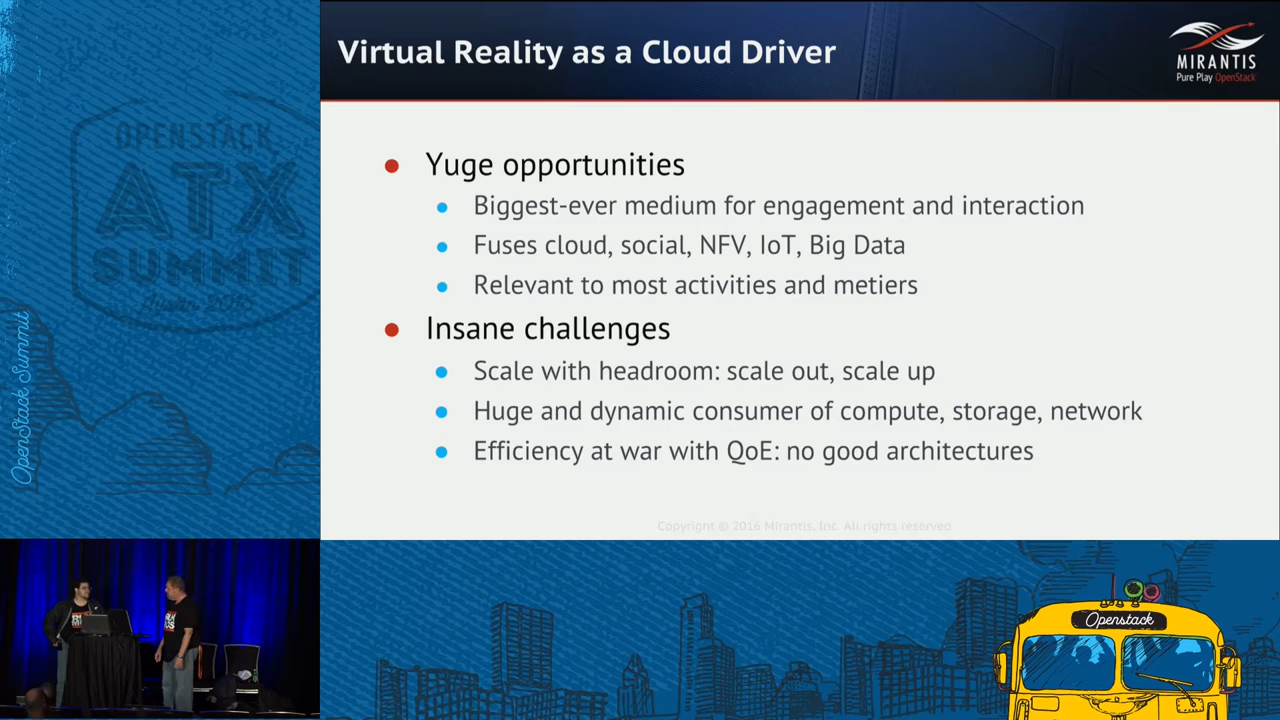 Virtual Reality as a Cloud Driver
MIRANTIS
Pure Play OpenStack
Yuge opportunities
Biggest-ever medium for engagement and interaction
Fuses cloud, social, NFV, IoT, Big Data
Relevant to most activities and metiers
Insane challenges
Scale with headroom: scale out, scale up
Huge and dynamic consumer of compute, storage, network
Efficiency at war with QoE: no good architectures
Copyright © 2016 Mirantis, Inc. All rights reserved
OPENSTACK
ATX
SUMMIT
Austin 2016
OpenStack Summit
Openstack